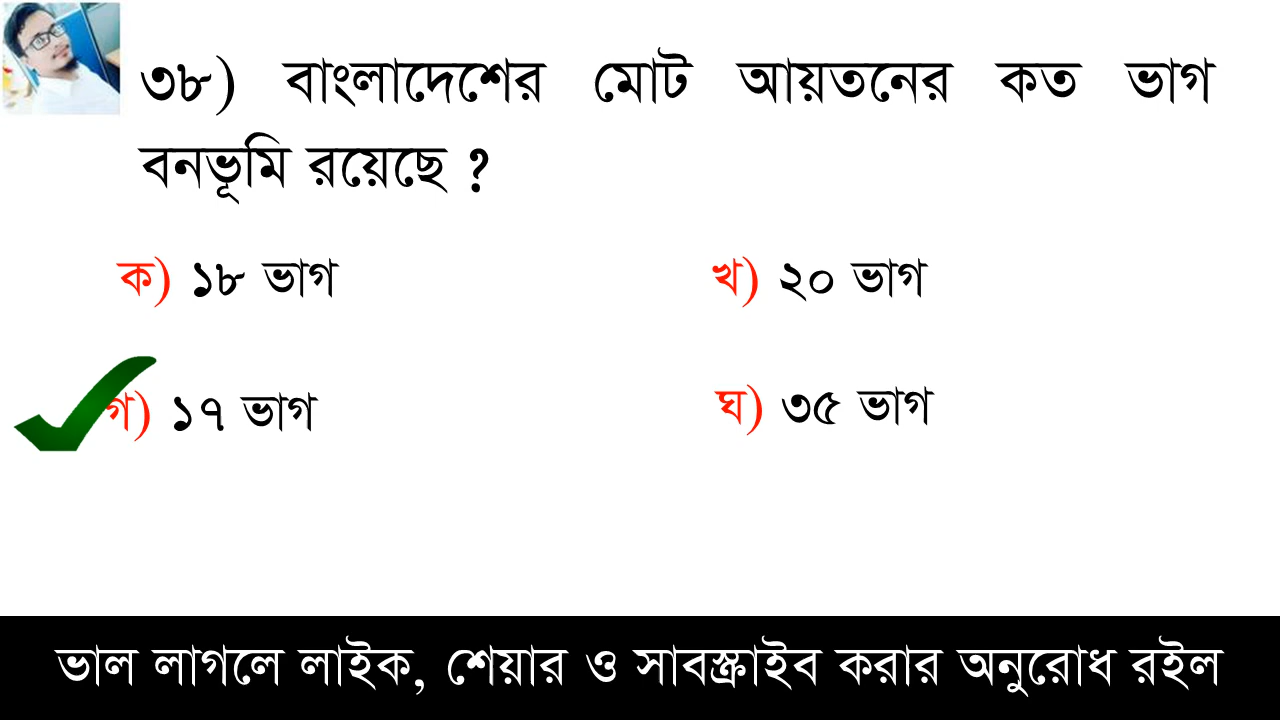 ৩৮) বাংলাদেশের মোট আয়তনের কত ভাগ
বনভূমি রয়েছে ?
ক) ১৮ ভাগ
খ) ২০ ভাগ
গ) ১৭ ভাগ
ঘ) ৩৫ ভাগ
ভাল লাগলে লাইক, শেয়ার ও সাবস্ক্রাইব করার অনুরোধ রইল